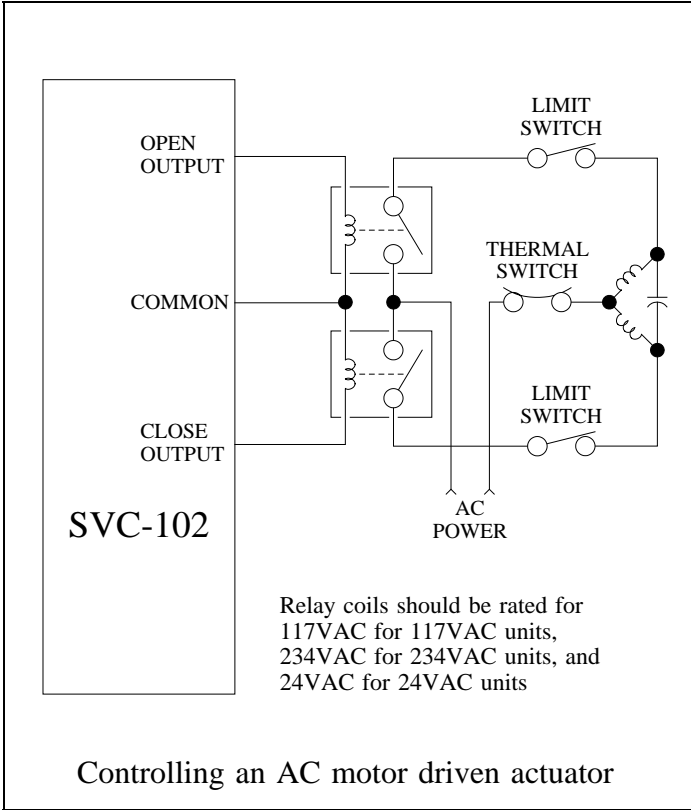 LIMIT
SWITCH
OPEN
OUTPUT
THERMAL
SWITCH
COMMON
LIMIT
SWITCH
CLOSE
OUTPUT
SVC-102
AC
POWER
Relay coils should be rated for
117VAC for 117VAC units,
234VAC for 234VAC units, and
24VAC for 24VAC units
Controlling an AC motor driven actuator